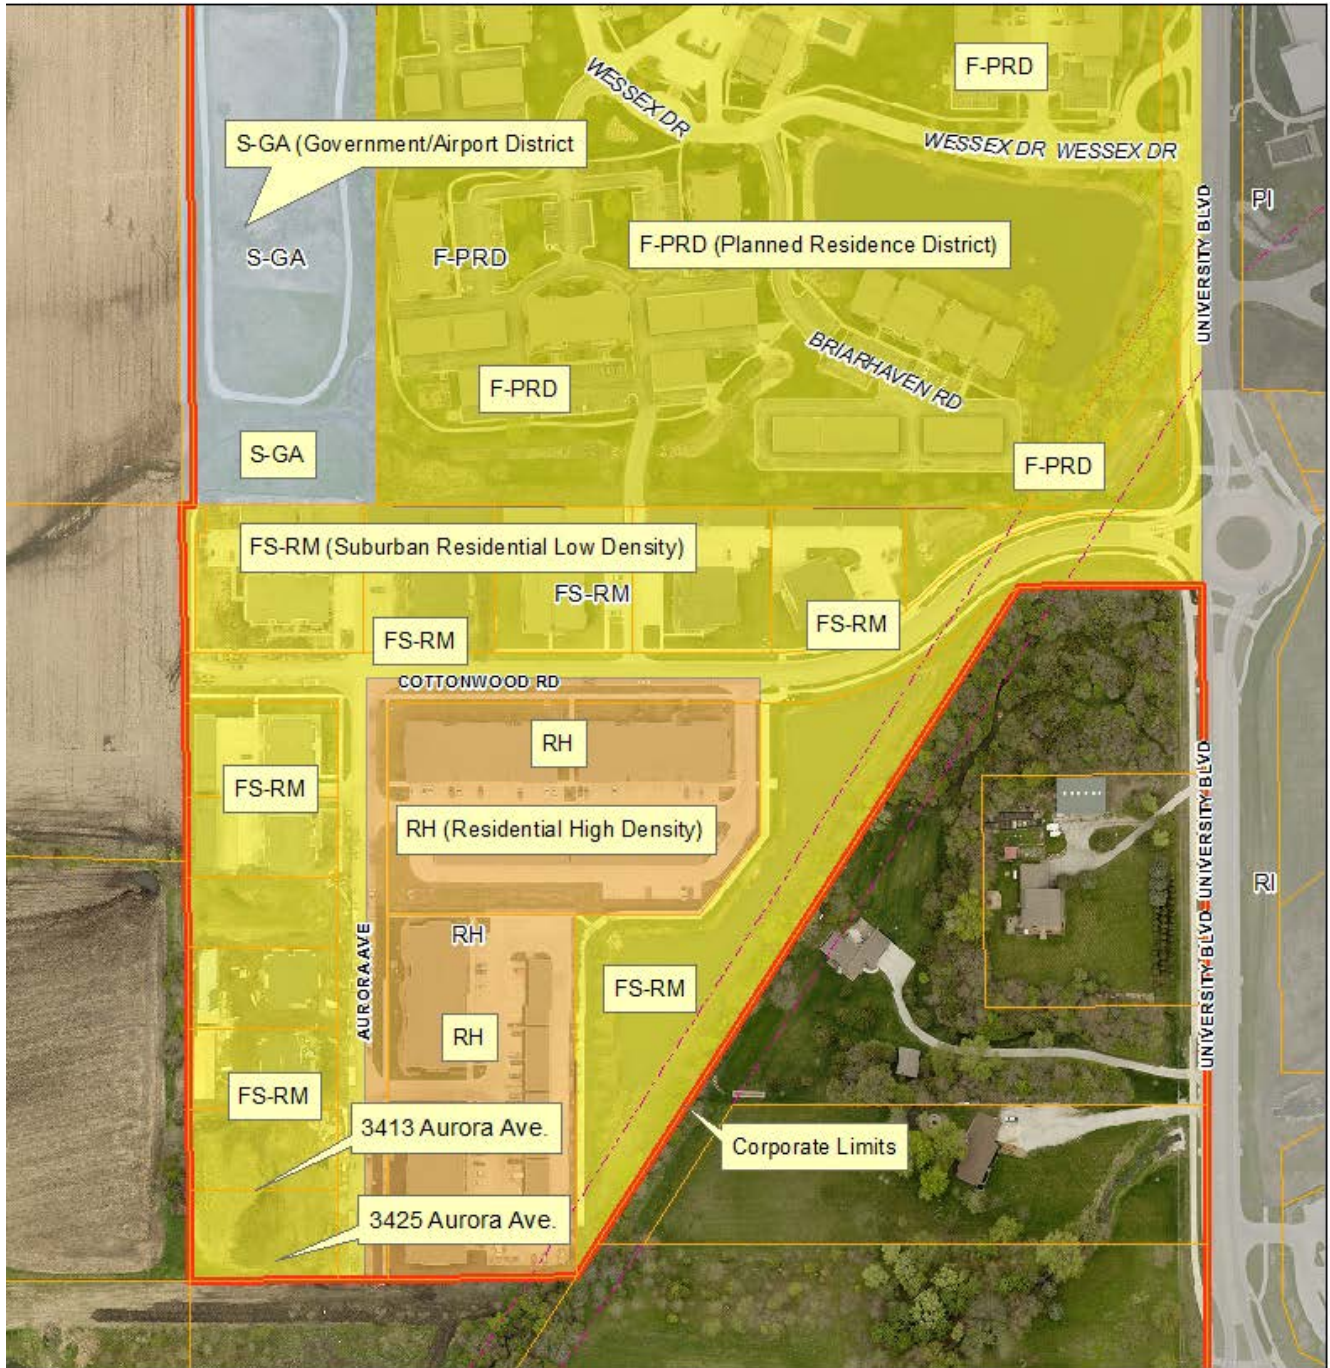 F-PRD
WESSEX DR
S-GA (Government/Airport District
WESSEX DR WESSEX DR
PI
UNIVERSITY BLVD
S-GA
F-PRD
F-PRD (Planned Residence District)
BRIARHAVEN RD
F-PRD
S-GA
F-PRD
FS-RM (Suburban Residential Low Density)
FS-RM
FS-RM
FS-RM
COTTONWOOD RD
RH
FS-RM
RH (Residential High Density)
UNIVERSITY BLVD UNIVERSITY BLVD
RI
AURORA AVE
RH
FS-RM
RH
FS-RM
3413 Aurora Ave.
Corporate Limits
3425 Aurora Ave.